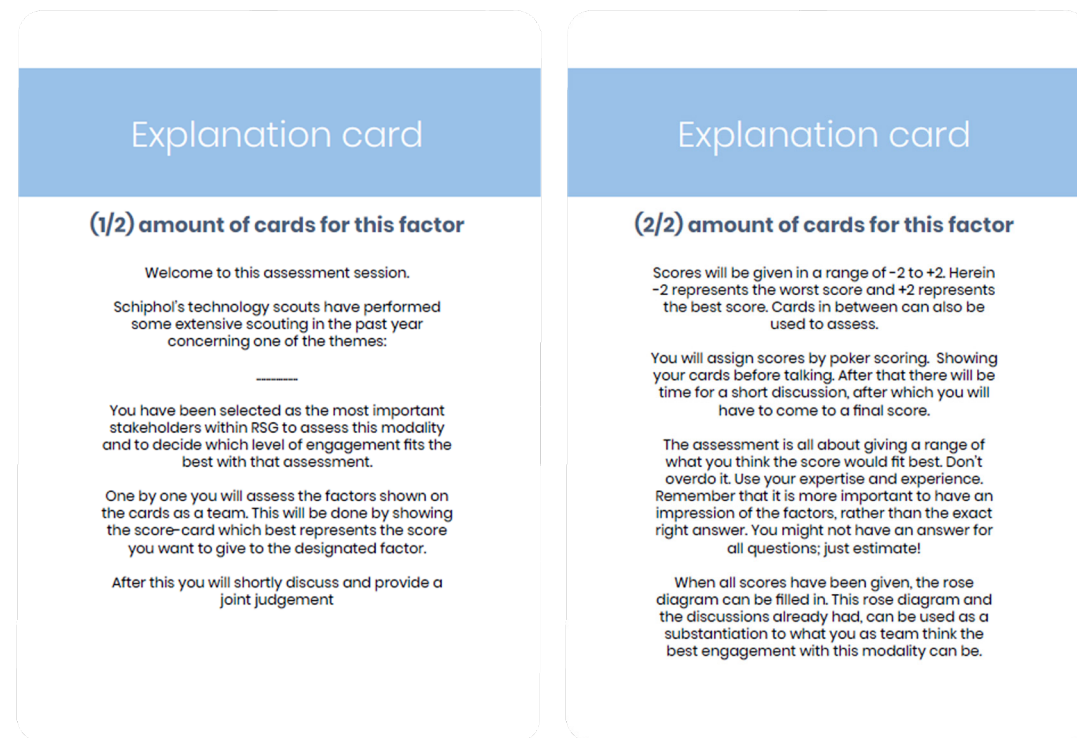 Explanation card
(1/2) amount of cards for this factor
Welcome to this assessment session.
Schiphol's technology scouts have performed
some extensive scouting in the past year
concerning one of the themes:
------------
You have been selected as the most important
stakeholders within RSG to assess this modality
and to decide which level of engagement fits the
best with that assessment.
One by one you will assess the factors shown on
the cards as a team. This will be done by showing
the score-card which best represents the score
you want to give to the designated factor.
After this you will shortly discuss and provide a
joint judgement
Explanation card
(2/2) amount of cards for this factor
Scores will be given in a range of -2 to +2. Herein
-2 represents the worst score and +2 represents
the best score. Cards in between can also be
used to assess.
You will assign scores by poker scoring.  Showing
your cards before talking. After that there will be
time for a short discussion, after which you will
have to come to a final score.
The assessment is all about giving a range of
what you think the score would fit best. Don't
overdo it. Use your expertise and experience.
Remember that it is more important to have an
impression of the factors, rather than the exact
right answer. You might not have an answer for
all questions; just estimate!
When all scores have been given, the rose
diagram can be filled in. This rose diagram and
the discussions already had, can be used as a
substantiation to what you as team think the
best engagement with this modality can be.